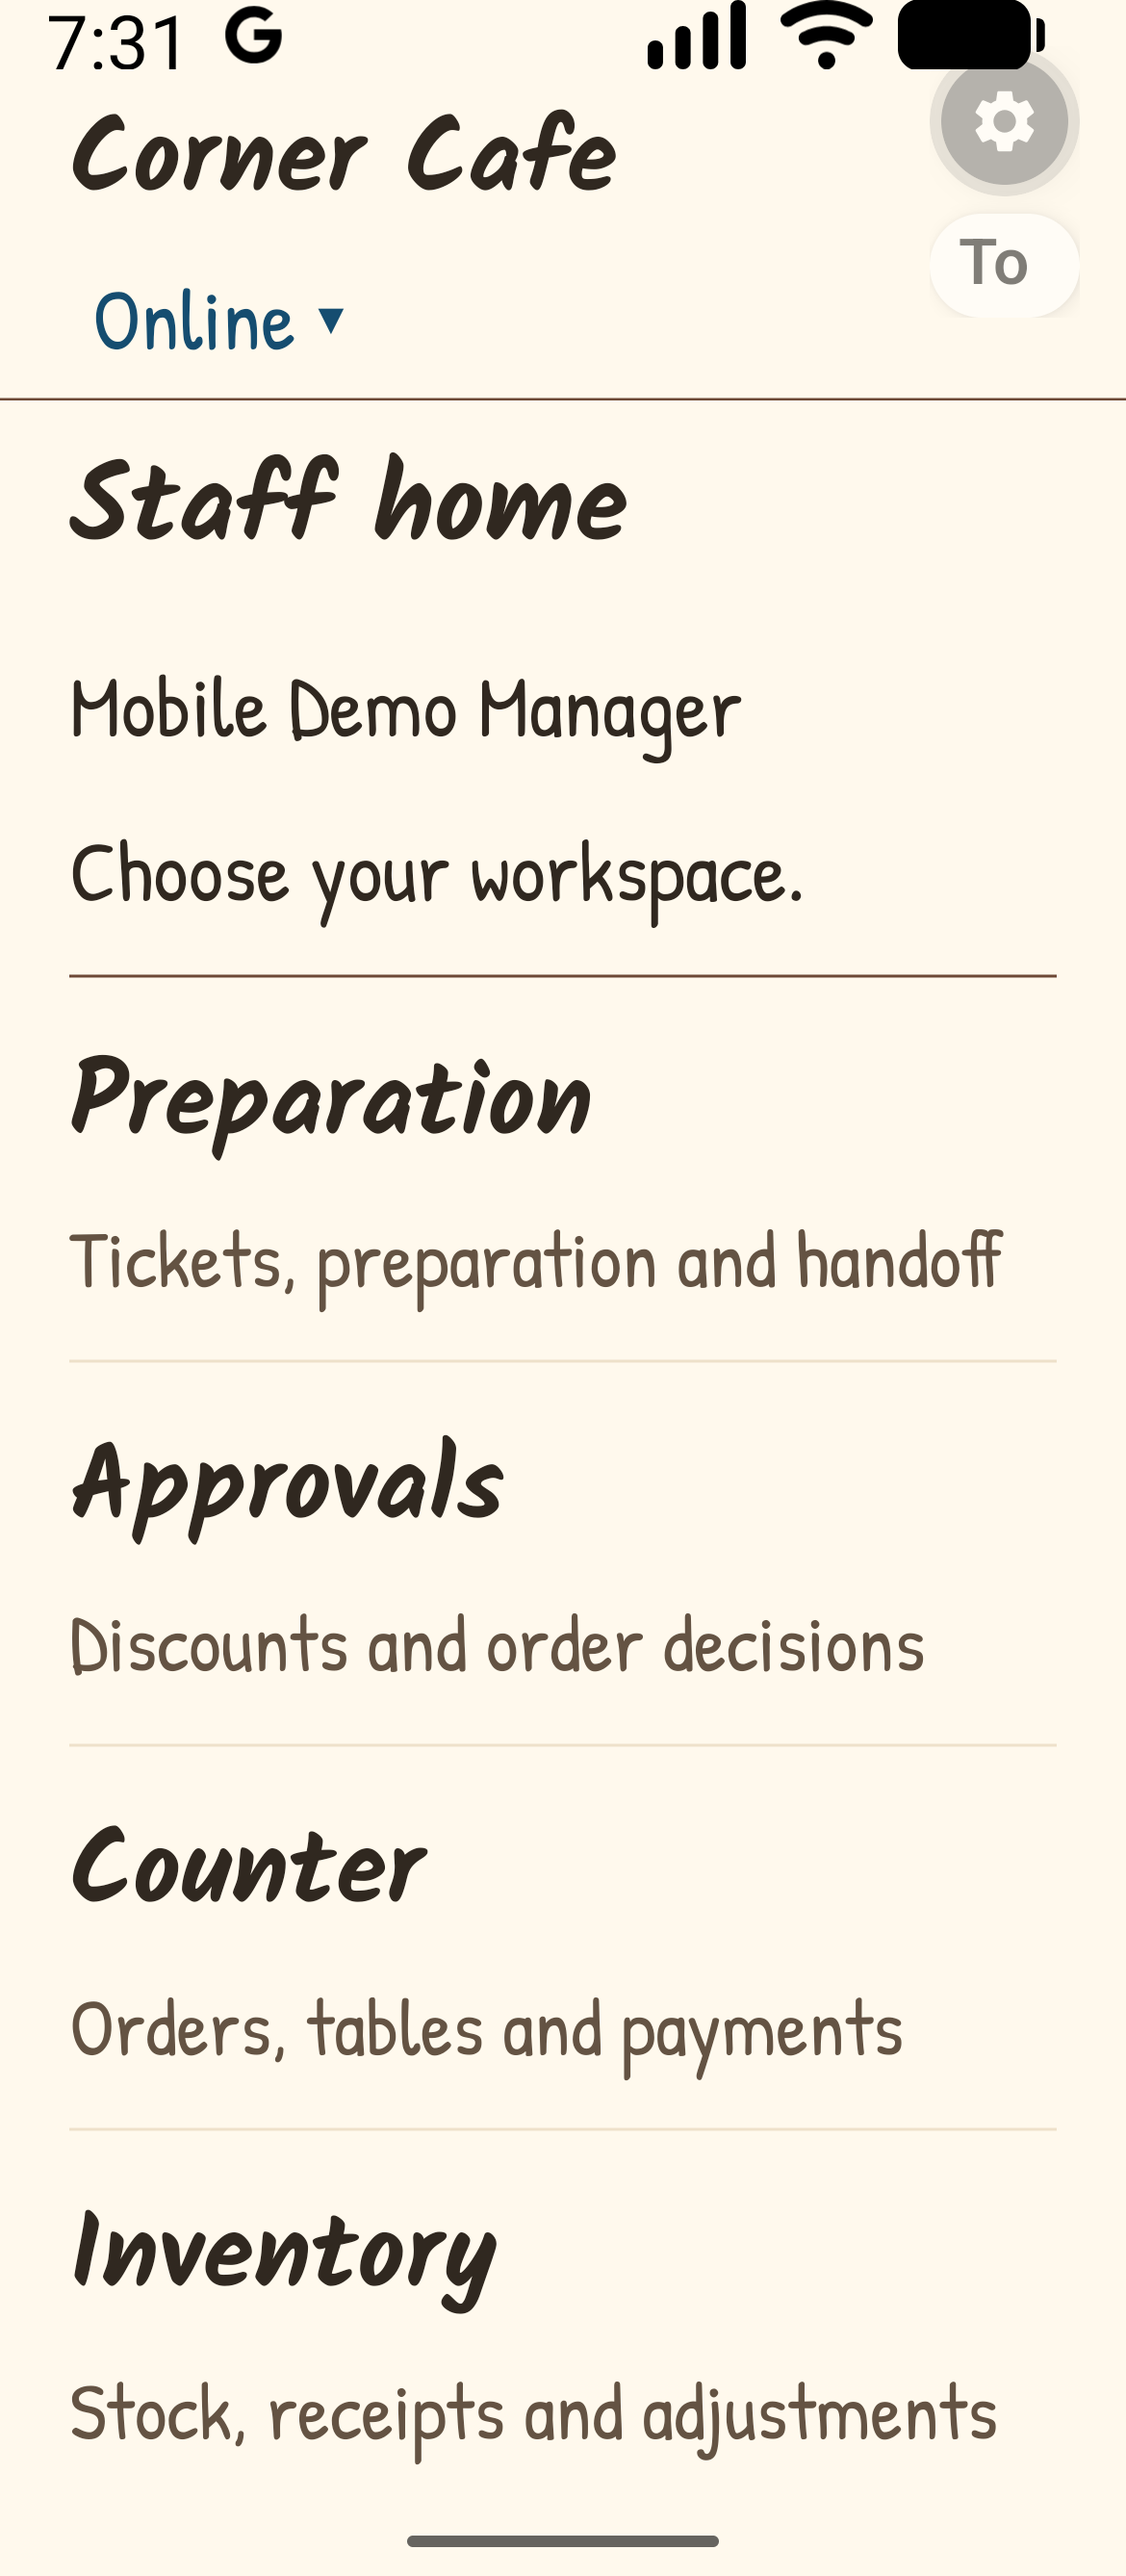 7:31 G
Corner Cafe
To
Online ▼
Staff home
Mobile Demo Manager
Choose your workspace.
Preparation
Tickets, preparation and handoff
Approvals
Discounts and order decisions
Counter
Orders, tables and payments
Inventory
Stock, receipts and adjustments